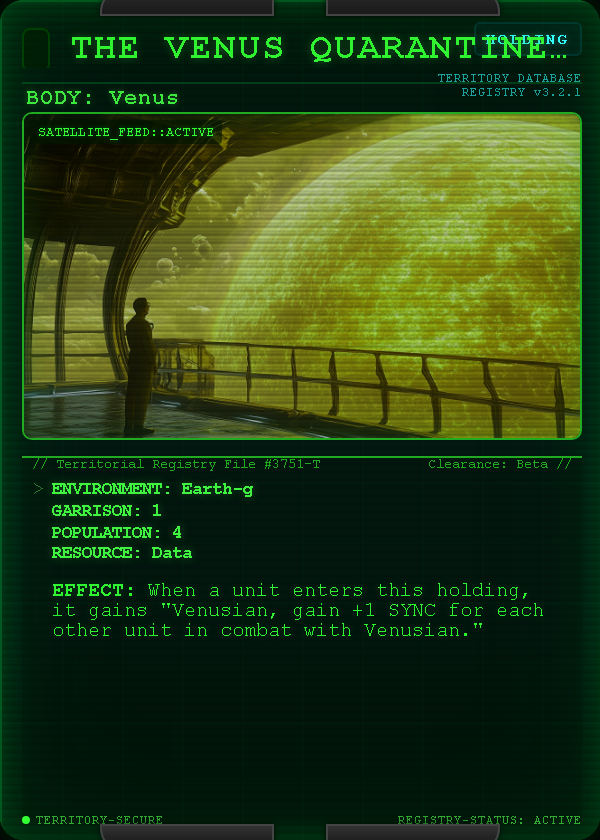 THE VENUS QUARANTINE…
HOLDING
TERRITORY DATABASE
REGISTRY v3.2.1
BODY: Venus
SATELLITE_FEED::ACTIVE
// Territorial Registry File #3751-T
Clearance: Beta //
> ENVIRONMENT: Earth-g
GARRISON: 1
POPULATION: 4
RESOURCE: Data
EFFECT: When a unit enters this holding,
it gains "Venusian, gain +1 SYNC for each
other unit in combat with Venusian."
TERRITORY-SECURE
REGISTRY-STATUS: ACTIVE